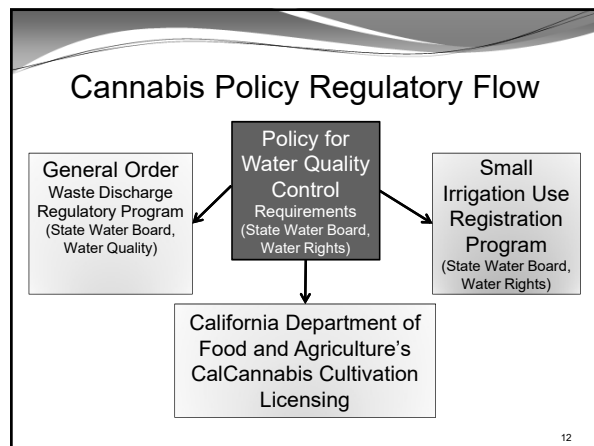 Cannabis Policy Regulatory Flow
General Order
Waste Discharge
Regulatory Program
(State Water Board,
Water Quality)
Policy for
Water Quality
Control
Requirements
(State Water Board,
Water Rights)
Small
Irrigation Use
Registration
Program
(State Water Board,
Water Rights)
California Department of
Food and Agriculture’s
CalCannabis Cultivation
Licensing
12